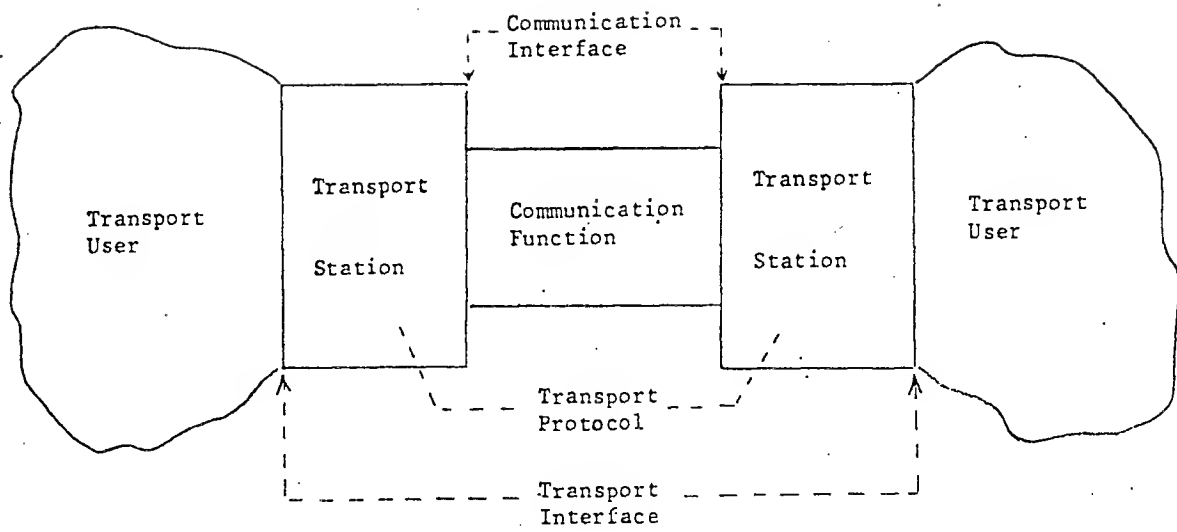 Communication
Interface
Transport
User
Transport
Station
Communication
Function
Transport
Station
Transport
User
Transport
Protocol
Transport
Interface